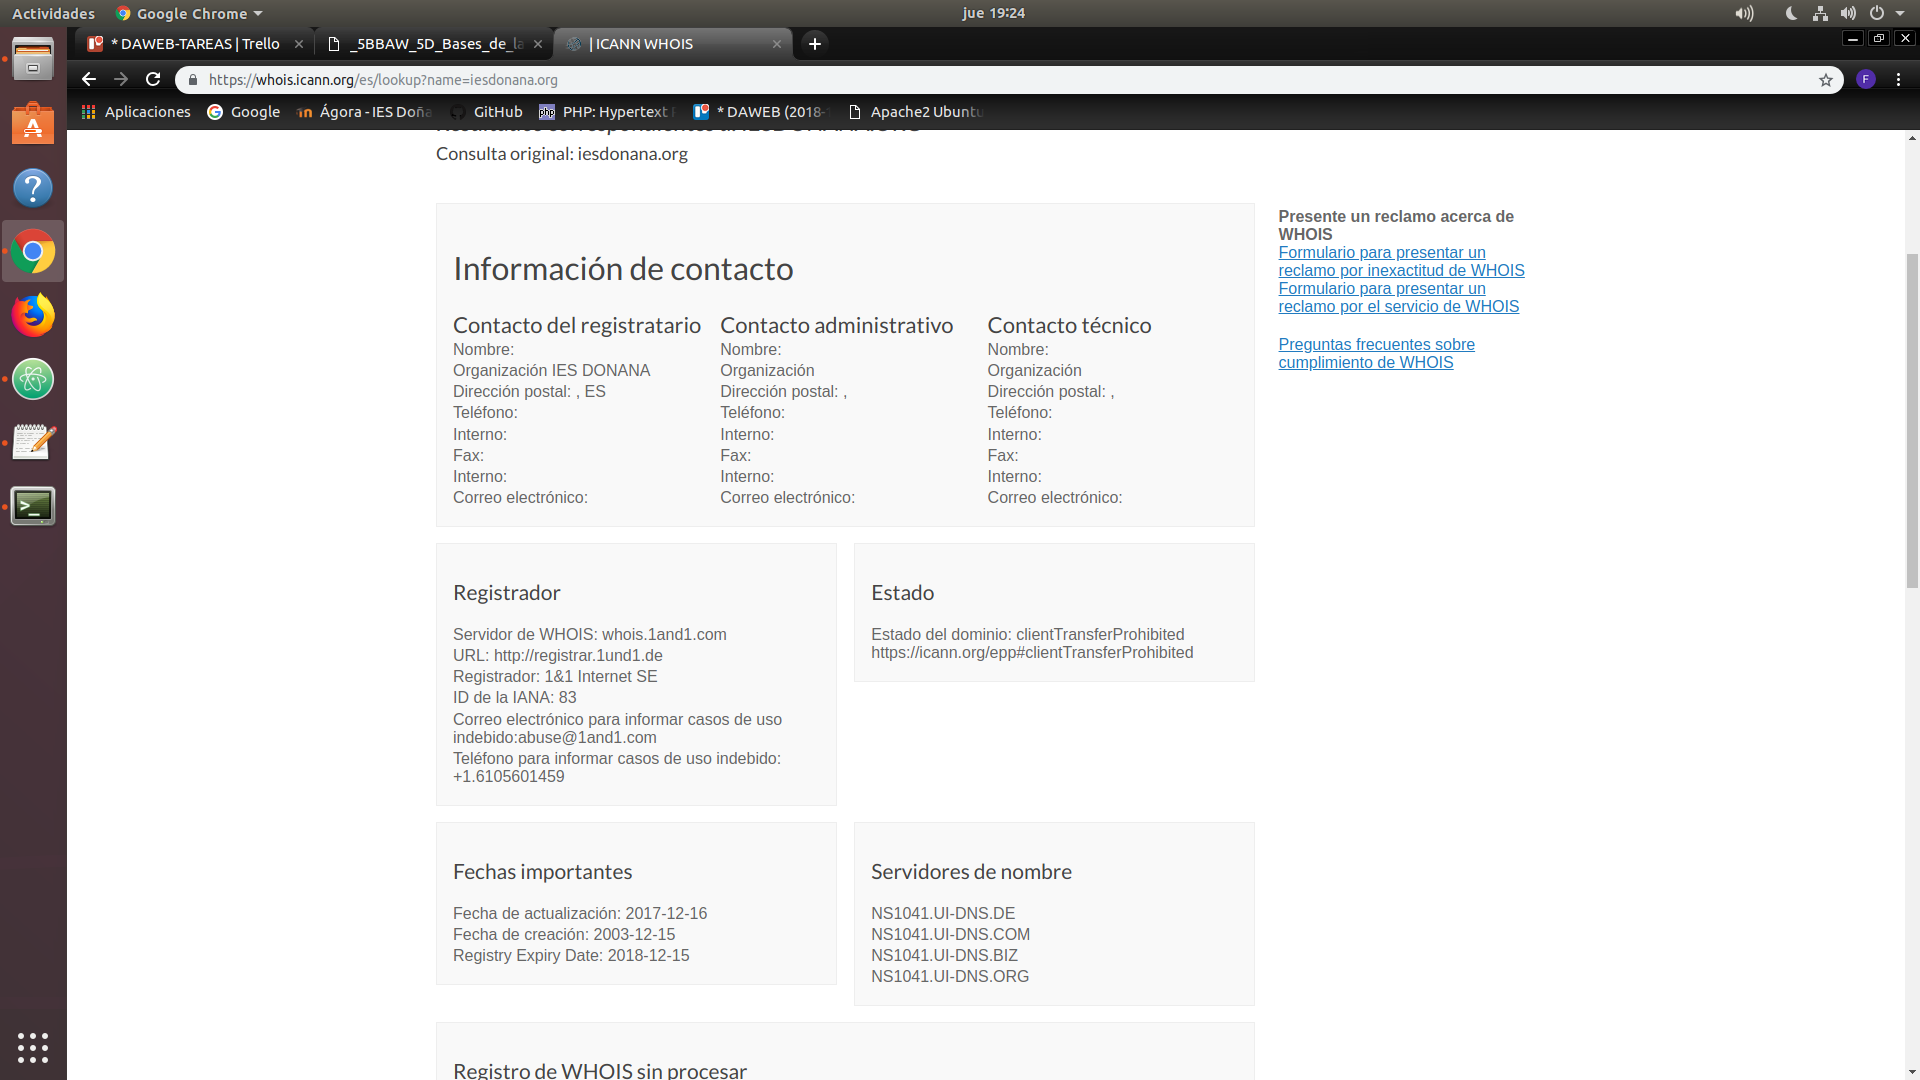 Actividades
Google Chrome
jue 19:24
* DAWEB-TAREAS | Trello
_5BBAW_5D_Bases_de_la
| ICANN WHOIS
https://whois.icann.org/es/lookup?name=iesdonana.org
F
Aplicaciones
Google
Ágora - IES Doña
GitHub
php
PHP: Hypertext P
* DAWEB (2018-1
Apache2 Ubuntu
Consulta original: iesdonana.org
Información de contacto
Contacto del registratario
Nombre:
Organización IES DONANA
Dirección postal: , ES
Teléfono:
Interno:
Fax:
Interno:
Correo electrónico:
Contacto administrativo
Nombre:
Organización
Dirección postal: ,
Teléfono:
Interno:
Fax:
Interno:
Correo electrónico:
Contacto técnico
Nombre:
Organización
Dirección postal: ,
Teléfono:
Interno:
Fax:
Interno:
Correo electrónico:
Presente un reclamo acerca de
WHOIS
Formulario para presentar un
reclamo por inexactitud de WHOIS
Formulario para presentar un
reclamo por el servicio de WHOIS
Preguntas frecuentes sobre
cumplimiento de WHOIS
Registrador
Servidor de WHOIS: whois.1and1.com
URL: http://registrar.1und1.de
Registrador: 1&1 Internet SE
ID de la IANA: 83
Correo electrónico para informar casos de uso
indebido:abuse@1and1.com
Teléfono para informar casos de uso indebido:
+1.6105601459
Estado
Estado del dominio: clientTransferProhibited
https://icann.org/epp#clientTransferProhibited
Fechas importantes
Fecha de actualización: 2017-12-16
Fecha de creación: 2003-12-15
Registry Expiry Date: 2018-12-15
Servidores de nombre
NS1041.UI-DNS.DE
NS1041.UI-DNS.COM
NS1041.UI-DNS.BIZ
NS1041.UI-DNS.ORG
Registro de WHOIS sin procesar